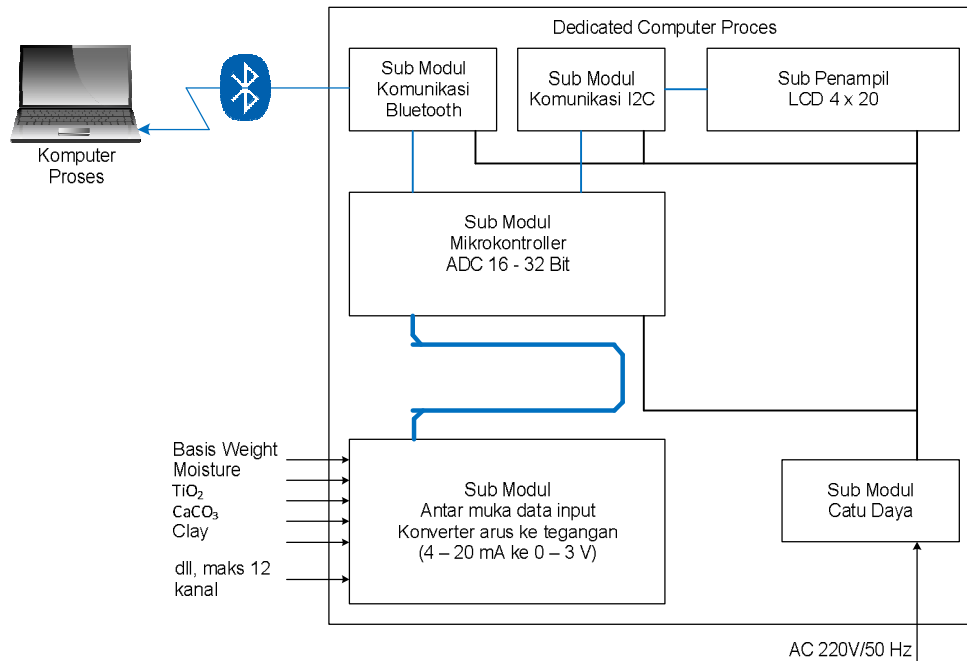 Dedicated Computer Proces
Sub Modul
Komunikasi
Bluetooth
Sub Modul
Komunikasi I2C
Sub Penampil
LCD 4 x 20
Komputer
Proses
Sub Modul
Mikrokontroller
ADC 16 - 32 Bit
Basis Weight
Moisture
TiO₂
CaCO₃
Clay
dll, maks 12
kanal
Sub Modul
Antar muka data input
Konverter arus ke tegangan
(4 – 20 mA ke 0 – 3 V)
Sub Modul
Catu Daya
AC 220V/50 Hz